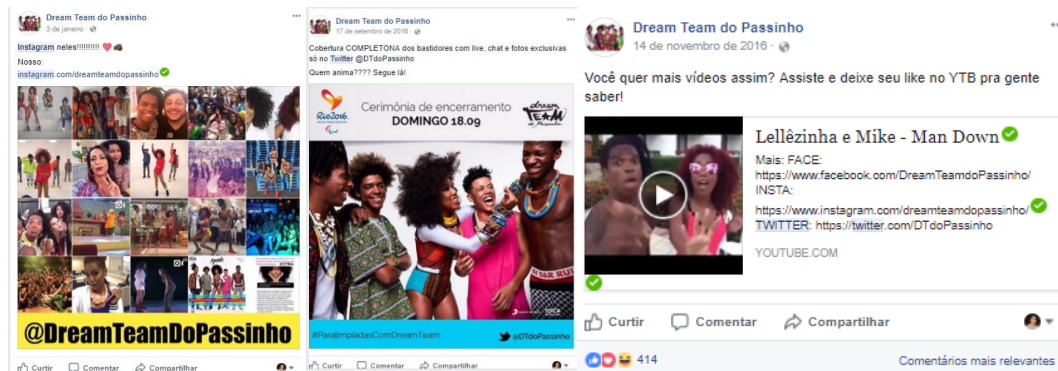 Dream Team do Passinho
3 de janeiro ·
Instagram neles!!!!!!!!!!
Nosso:
instagram.com/dreamteamdopassinho
@DreamTeamDoPassinho
Curtir Comentar Compartilhar
Dream Team do Passinho
17 de setembro de 2016 ·
Cobertura COMPLETONA dos bastidores com live, chat e fotos exclusivas
só no Twitter @DTdoPassinho
Quem anima???? Segue lá!
Rio2016
Cerimônia de encerramento
DOMINGO 18.09
dream
TEAM
do Passinho
#ParalimpíadasComDreamTeam
@DTdoPassinho
Curtir Comentar Compartilhar
Dream Team do Passinho
14 de novembro de 2016 ·
Você quer mais vídeos assim? Assiste e deixe seu like no YTB pra gente
saber!
Lellêzinha e Mike - Man Down
Mais: FACE:
https://www.facebook.com/DreamTeamdoPassinho/
INSTA:
https://www.instagram.com/dreamteamdopassinho/
TWITTER: https://twitter.com/DTdoPassinho
YOUTUBE.COM
Curtir Comentar Compartilhar
414
Comentários mais relevantes